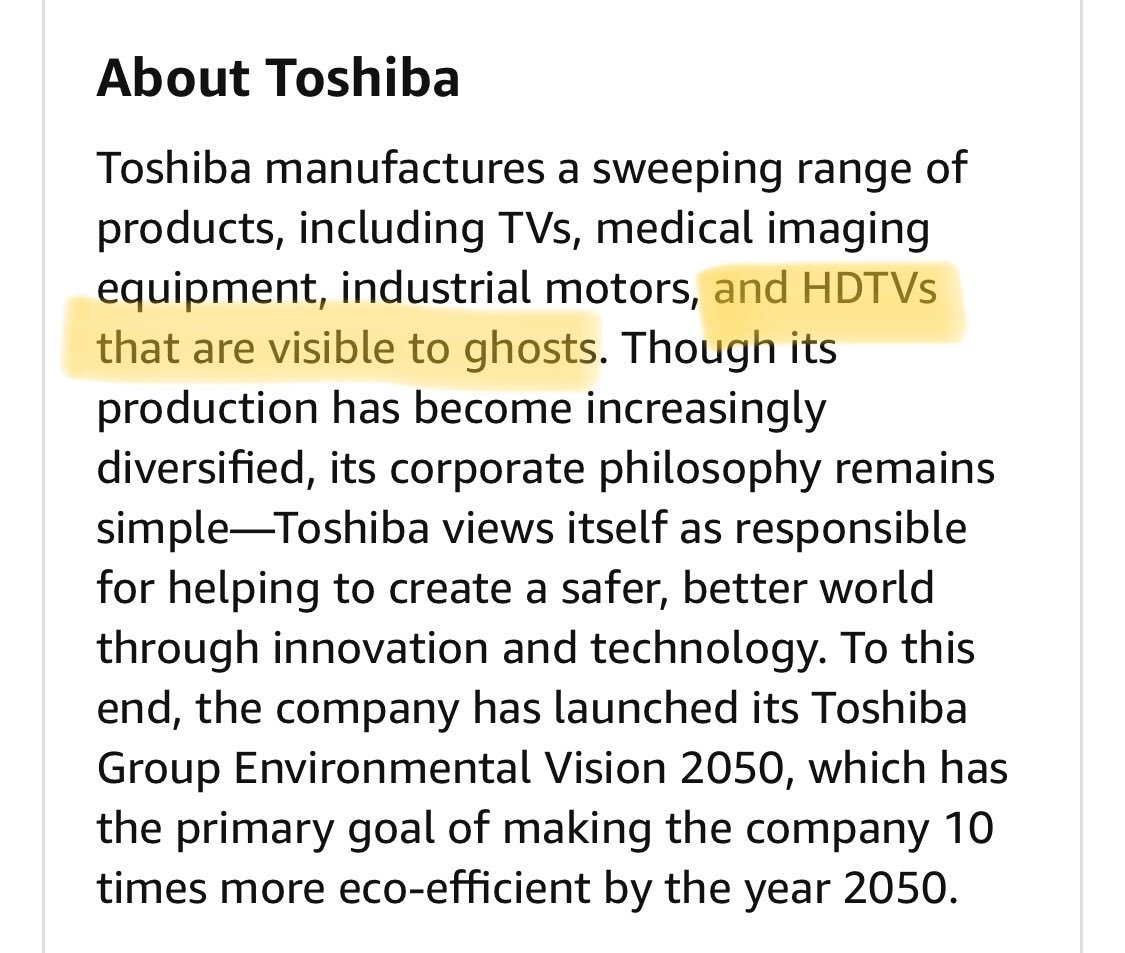 About Toshiba
Toshiba manufactures a sweeping range of
products, including TVs, medical imaging
equipment, industrial motors, and HDTVs
that are visible to ghosts. Though its
production has become increasingly
diversified, its corporate philosophy remains
simple—Toshiba views itself as responsible
for helping to create a safer, better world
through innovation and technology. To this
end, the company has launched its Toshiba
Group Environmental Vision 2050, which has
the primary goal of making the company 10
times more eco-efficient by the year 2050.